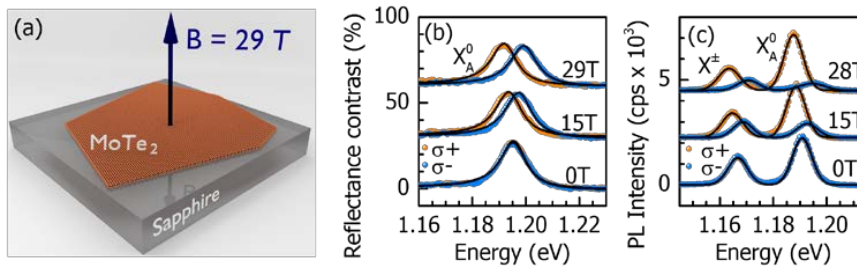 (a)
B = 29 T
MoTe₂
Sapphire
B
(b)
X⁰_A
29T
15T
0T
σ+
σ-
Reflectance contrast (%)
80
40
0
1.16 1.18 1.20 1.22
Energy (eV)
(c)
X^± X⁰_A
28T
15T
0T
σ+
σ-
PL Intensity (cps x 10³)
5
0
1.16 1.18 1.20
Energy (eV)